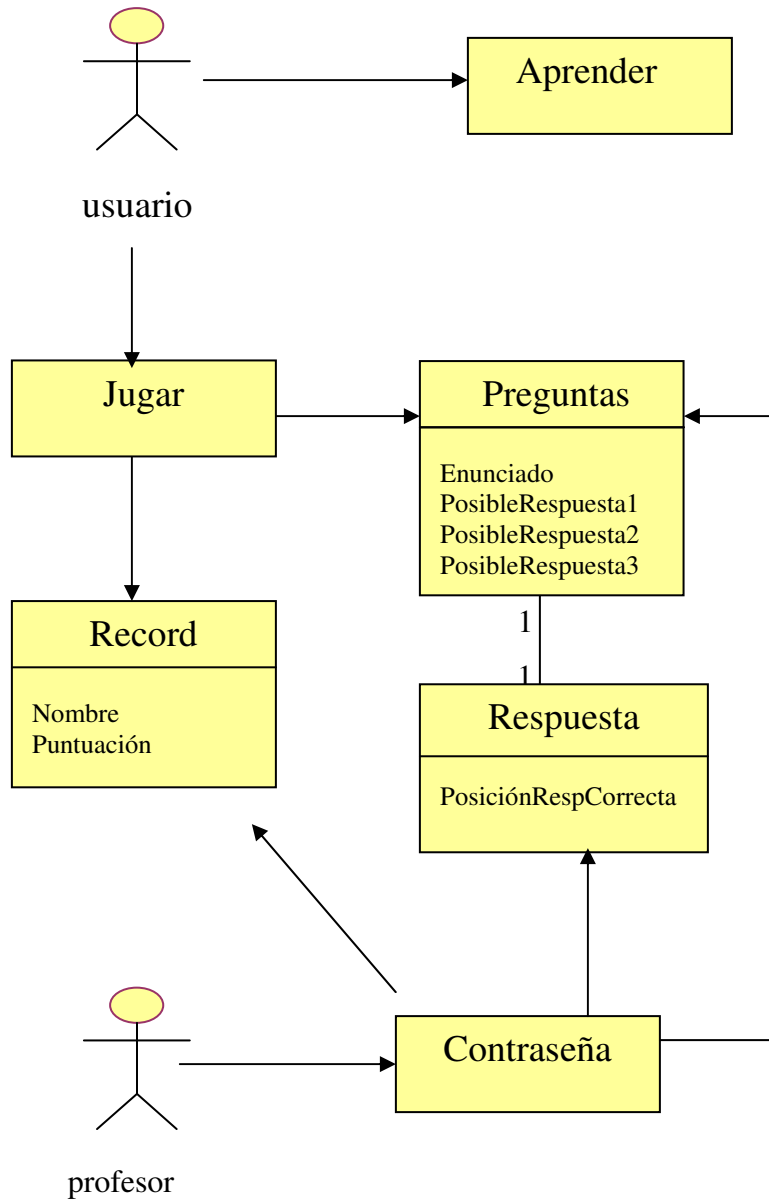 Aprender
usuario
Jugar
Preguntas
Enunciado
PosibleRespuesta1
PosibleRespuesta2
PosibleRespuesta3
1
1
Record
Nombre
Puntuación
Respuesta
PosiciónRespCorrecta
Contraseña
profesor